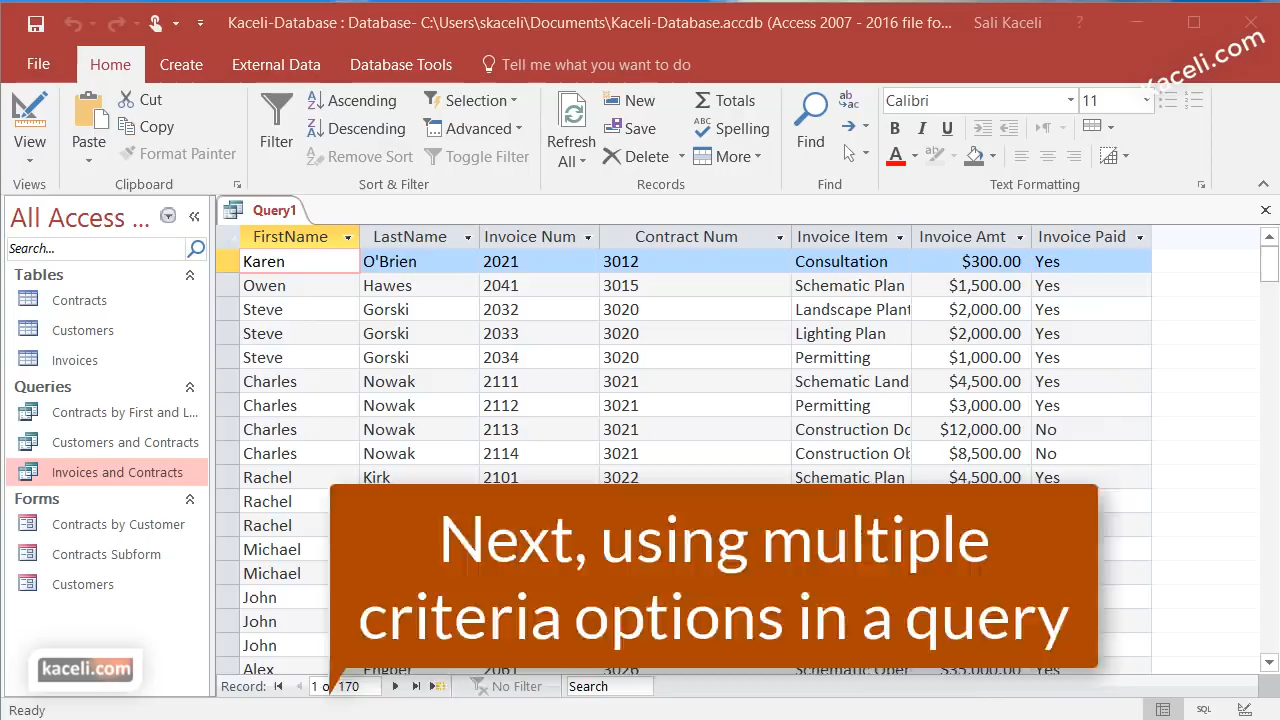 Kaceli-Database : Database- C:\Users\skaceli\Documents\Kaceli-Database.accdb (Access 2007 - 2016 file fo...
Sali Kaceli
?
Kaceli.com
File
Home
Create
External Data
Database Tools
Tell me what you want to do
View
Views
Paste
Cut
Copy
Format Painter
Clipboard
Filter
Ascending
Descending
Remove Sort
Selection
Advanced
Toggle Filter
Sort & Filter
Refresh
All
New
Save
Delete
Totals
Spelling
More
Records
Find
Find
Calibri
11
B I U
A
Text Formatting
All Access ...
Search...
Tables
Contracts
Customers
Invoices
Queries
Contracts by First and L...
Customers and Contracts
Invoices and Contracts
Forms
Contracts by Customer
Contracts Subform
Customers
kaceli.com
Query1
FirstName LastName Invoice Num Contract Num Invoice Item Invoice Amt Invoice Paid
Karen O'Brien 2021 3012 Consultation $300.00 Yes
Owen Hawes 2041 3015 Schematic Plan $1,500.00 Yes
Steve Gorski 2032 3020 Landscape Plant $2,000.00 Yes
Steve Gorski 2033 3020 Lighting Plan $2,000.00 Yes
Steve Gorski 2034 3020 Permitting $1,000.00 Yes
Charles Nowak 2111 3021 Schematic Land $4,500.00 Yes
Charles Nowak 2112 3021 Permitting $3,000.00 Yes
Charles Nowak 2113 3021 Construction Do $12,000.00 No
Charles Nowak 2114 3021 Construction Ob $8,500.00 No
Rachel Kirk 2101 3022 Schematic Plan $4,500.00 Yes
Rachel
Rachel
Michael
Michael
John
John
John
Alex Engber 2061 3026 $35,000.00 Yes
Next, using multiple
criteria options in a query
Record: 1 of 170 No Filter Search
Ready
SQL